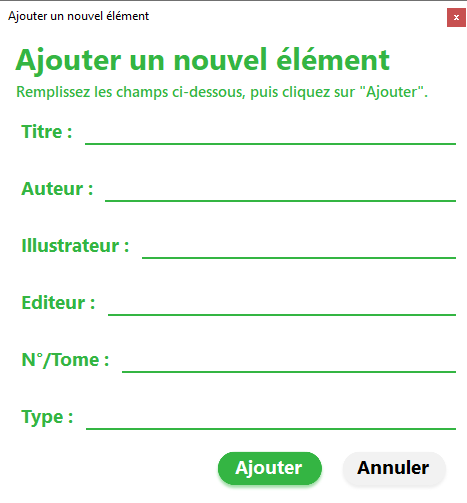 Ajouter un nouvel élément
x
Ajouter un nouvel élément
Remplissez les champs ci-dessous, puis cliquez sur "Ajouter".
Titre :
Auteur :
Illustrateur :
Editeur :
N°/Tome :
Type :
Ajouter
Annuler